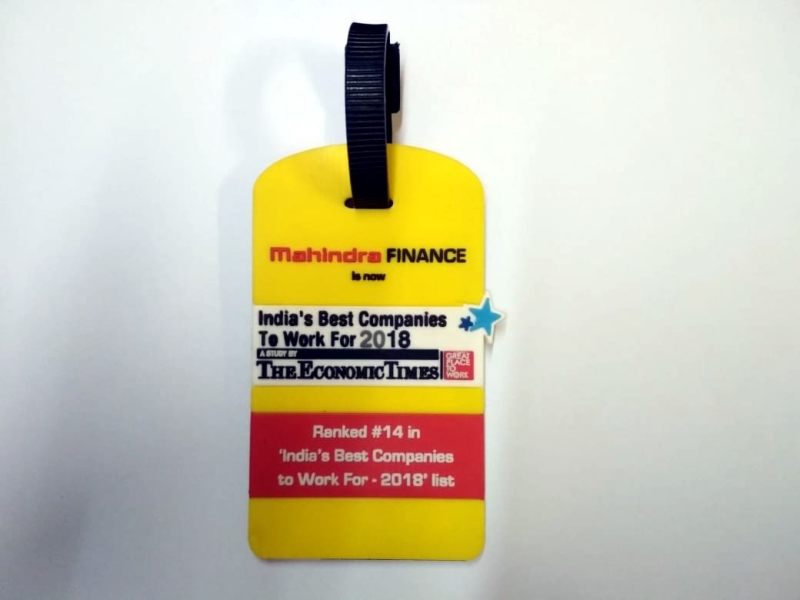 Mahindra FINANCE
is now
India's Best Companies
To Work For 2018
A STUDY BY
THE ECONOMIC TIMES
GREAT
PLACE
TO
WORK
Ranked #14 in
'India's Best Companies
to Work For - 2018' list